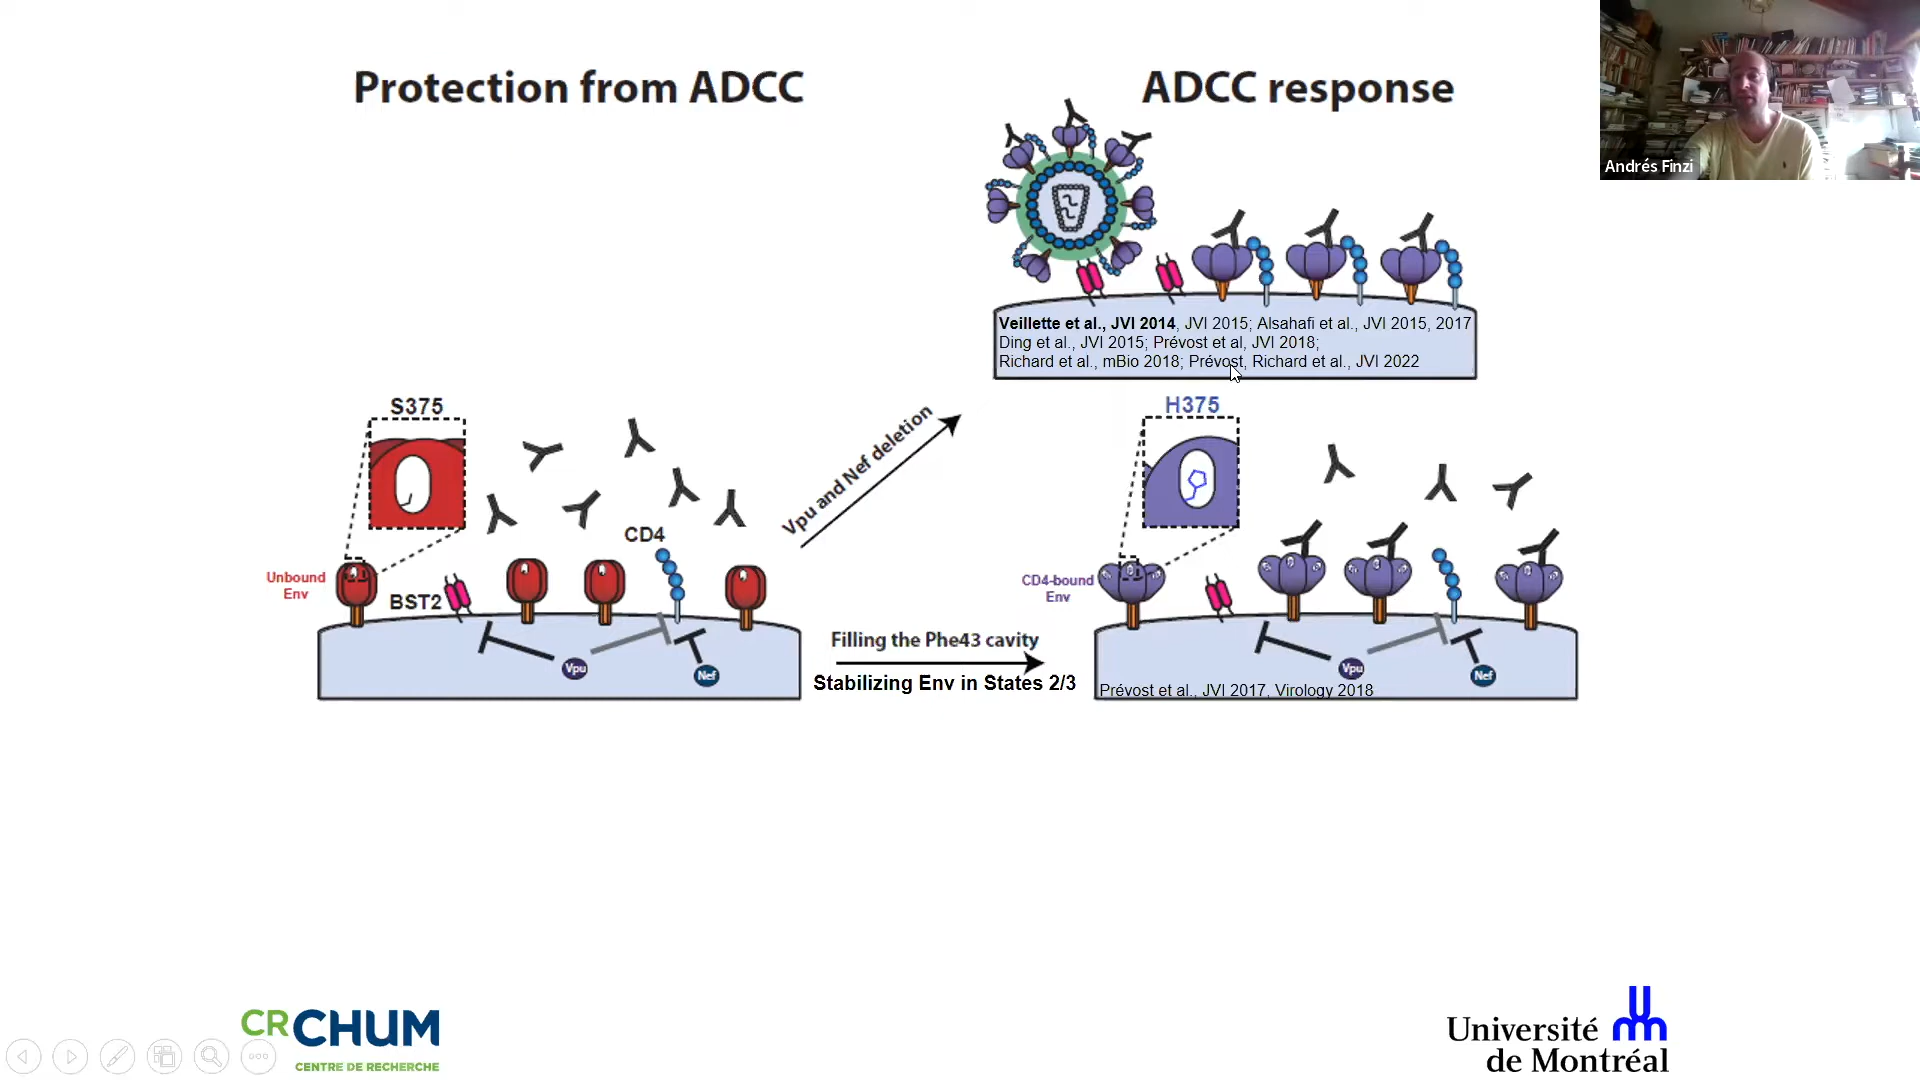 Protection from ADCC
ADCC response
Andrés Finzi
Veillette et al., JVI 2014, JVI 2015; Alsahafi et al., JVI 2015, 2017
Ding et al., JVI 2015; Prévost et al, JVI 2018;
Richard et al., mBio 2018; Prévost, Richard et al., JVI 2022
S375
CD4
Unbound
Env
BST2
Vpu
Nef
Vpu and Nef deletion
Filling the Phe43 cavity
Stabilizing Env in States 2/3
H375
CD4-bound
Env
Vpu
Nef
Prévost et al., JVI 2017, Virology 2018
CRCHUM
CENTRE DE RECHERCHE
Université
de Montréal